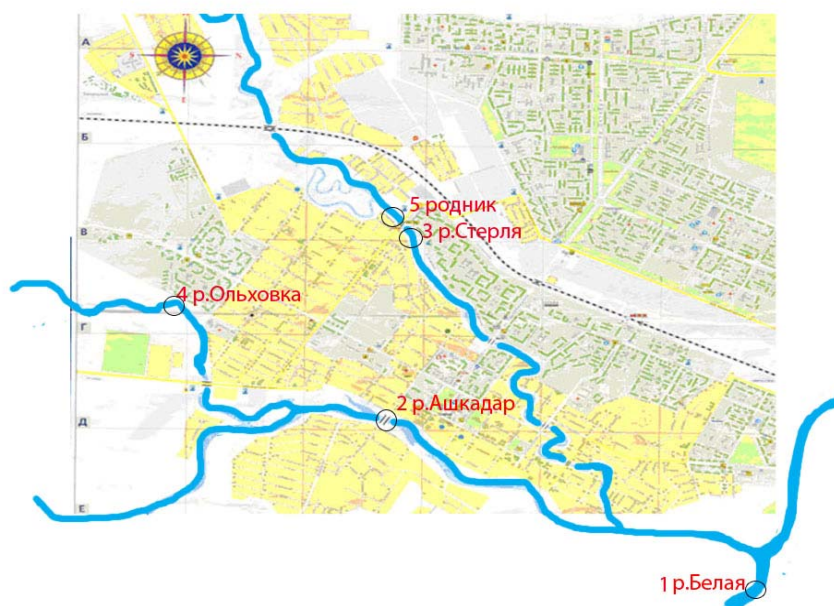 А
N
S
Б
5 родник
В
3 р.Стерля
4 р.Ольховка
Г
2 р.Ашкадар
Д
Е
1 р.Белая